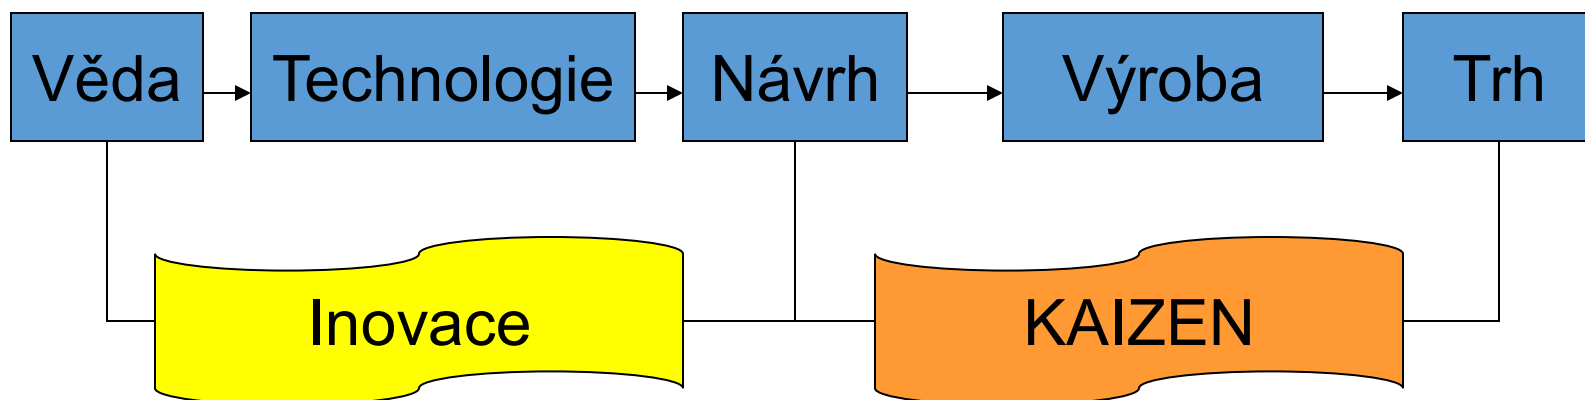 Věda
Technologie
Návrh
Výroba
Trh
Inovace
KAIZEN